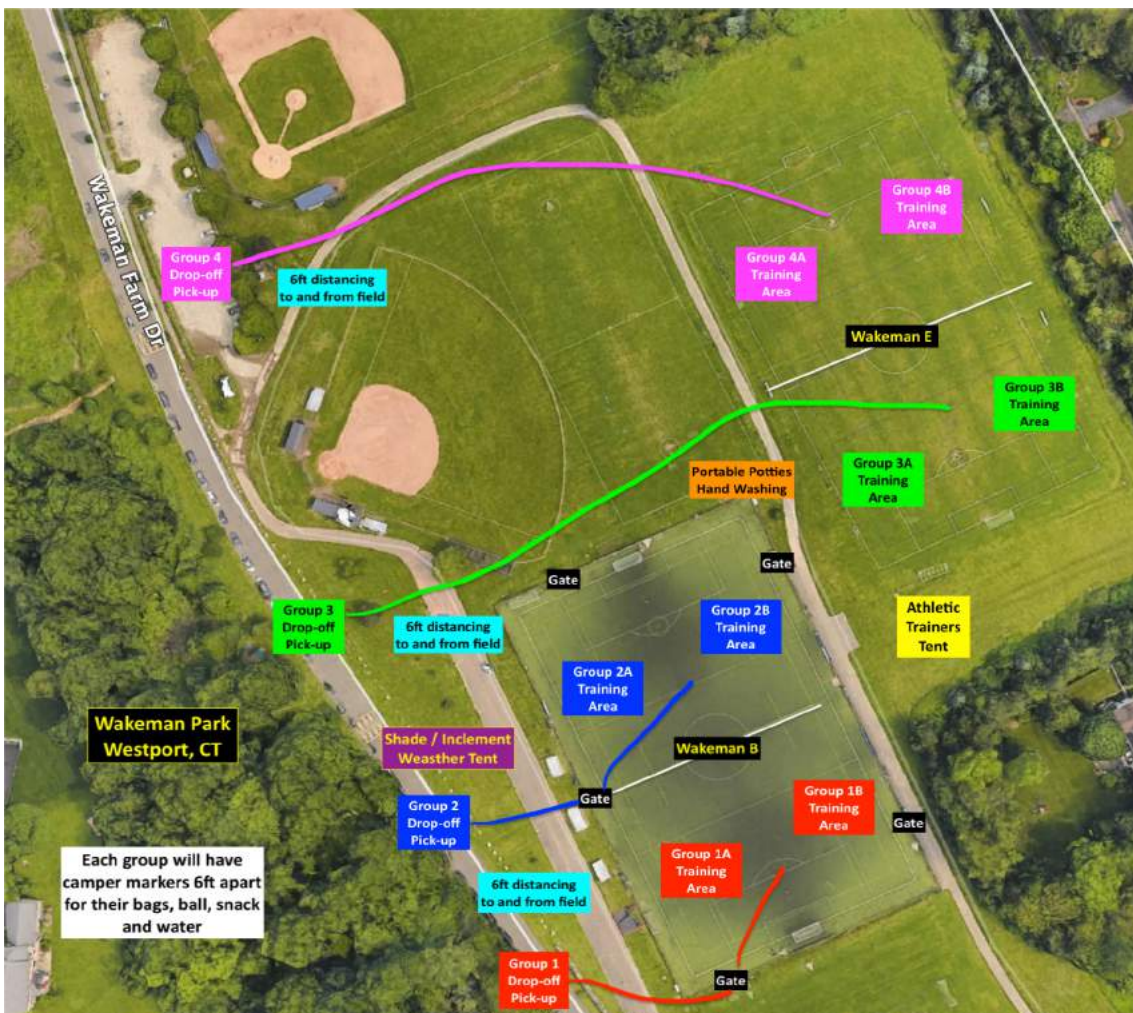 Wakeman Farm Dr
Group 4
Drop-off
Pick-up
6ft distancing
to and from field
Group 4B
Training
Area
Group 4A
Training
Area
Wakeman E
Group 3B
Training
Area
Group 3A
Training
Area
Portable Potties
Hand Washing
Gate
Gate
Group 3
Drop-off
Pick-up
6ft distancing
to and from field
Group 2B
Training
Area
Athletic
Trainers
Tent
Group 2A
Training
Area
Wakeman Park
Westport, CT
Shade / Inclement
Weasther Tent
Wakeman B
Gate
Group 2
Drop-off
Pick-up
Group 1B
Training
Area
Gate
Each group will have
camper markers 6ft apart
for their bags, ball, snack
and water
Group 1A
Training
Area
6ft distancing
to and from field
Group 1
Drop-off
Pick-up
Gate